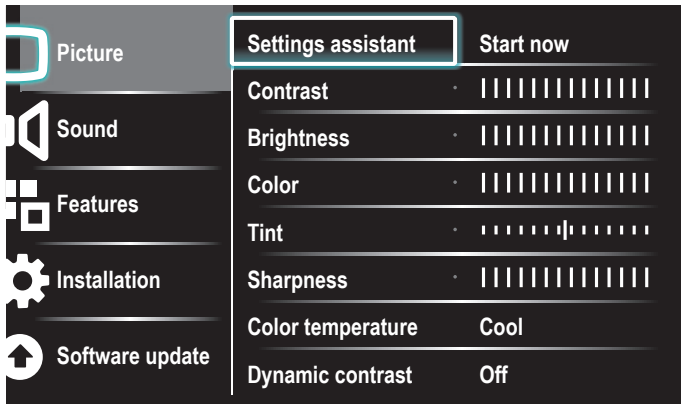 Picture
Sound
Features
Installation
Software update
Settings assistant Start now
Contrast
Brightness
Color
Tint
Sharpness
Color temperature Cool
Dynamic contrast Off